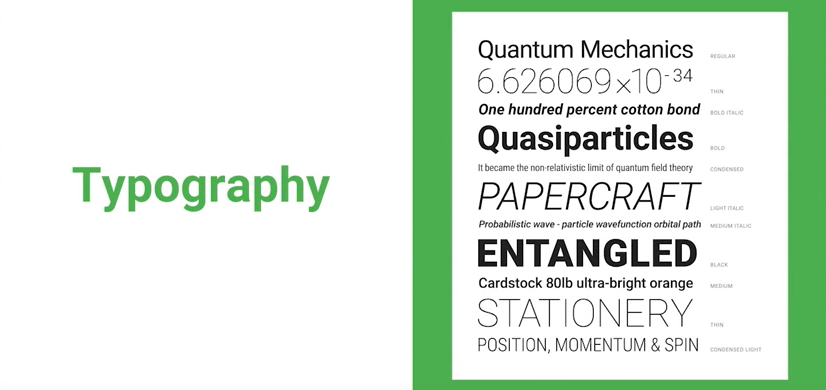 Typography
Quantum Mechanics REGULAR
6.626069×10-34 THIN
One hundred percent cotton bond BOLD ITALIC
Quasiparticles BOLD
It became the non-relativistic limit of quantum field theory CONDENSED
PAPERCRAFT LIGHT ITALIC
Probabilistic wave - particle wavefunction orbital path MEDIUM ITALIC
ENTANGLED BLACK
Cardstock 80lb ultra-bright orange MEDIUM
STATIONERY THIN
POSITION, MOMENTUM & SPIN CONDENSED LIGHT